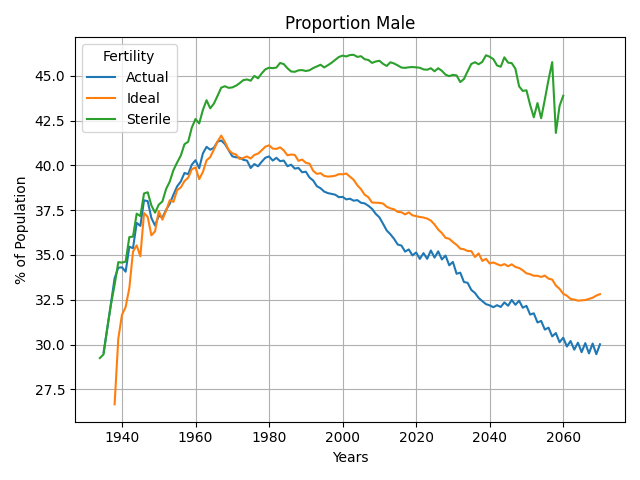 Proportion Male
Fertility
Actual
Ideal
Sterile
% of Population
45.0
42.5
40.0
37.5
35.0
32.5
30.0
27.5
1940
1960
1980
2000
2020
2040
2060
Years